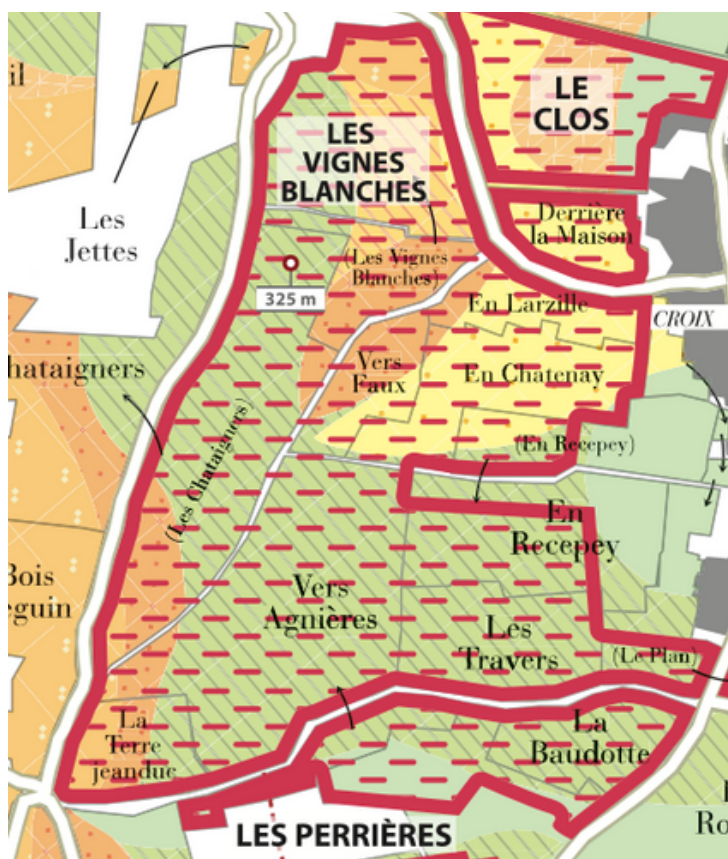 il
LE
CLOS
LES
VIGNES
BLANCHES
Les
Jettes
Derrière
la Maison
(Les Vignes
Blanches)
325 m
En Larzille
CROIX
hataigners
Vers
Faux
En Chatenay
(En Recepey)
(Les Chataigners)
En
Recepey
Bois
eguin
Vers
Agnières
Les
Travers
(Le Plan)
La
Terre
jeanduc
La
Baudotte
Ro
LES PERRIÈRES